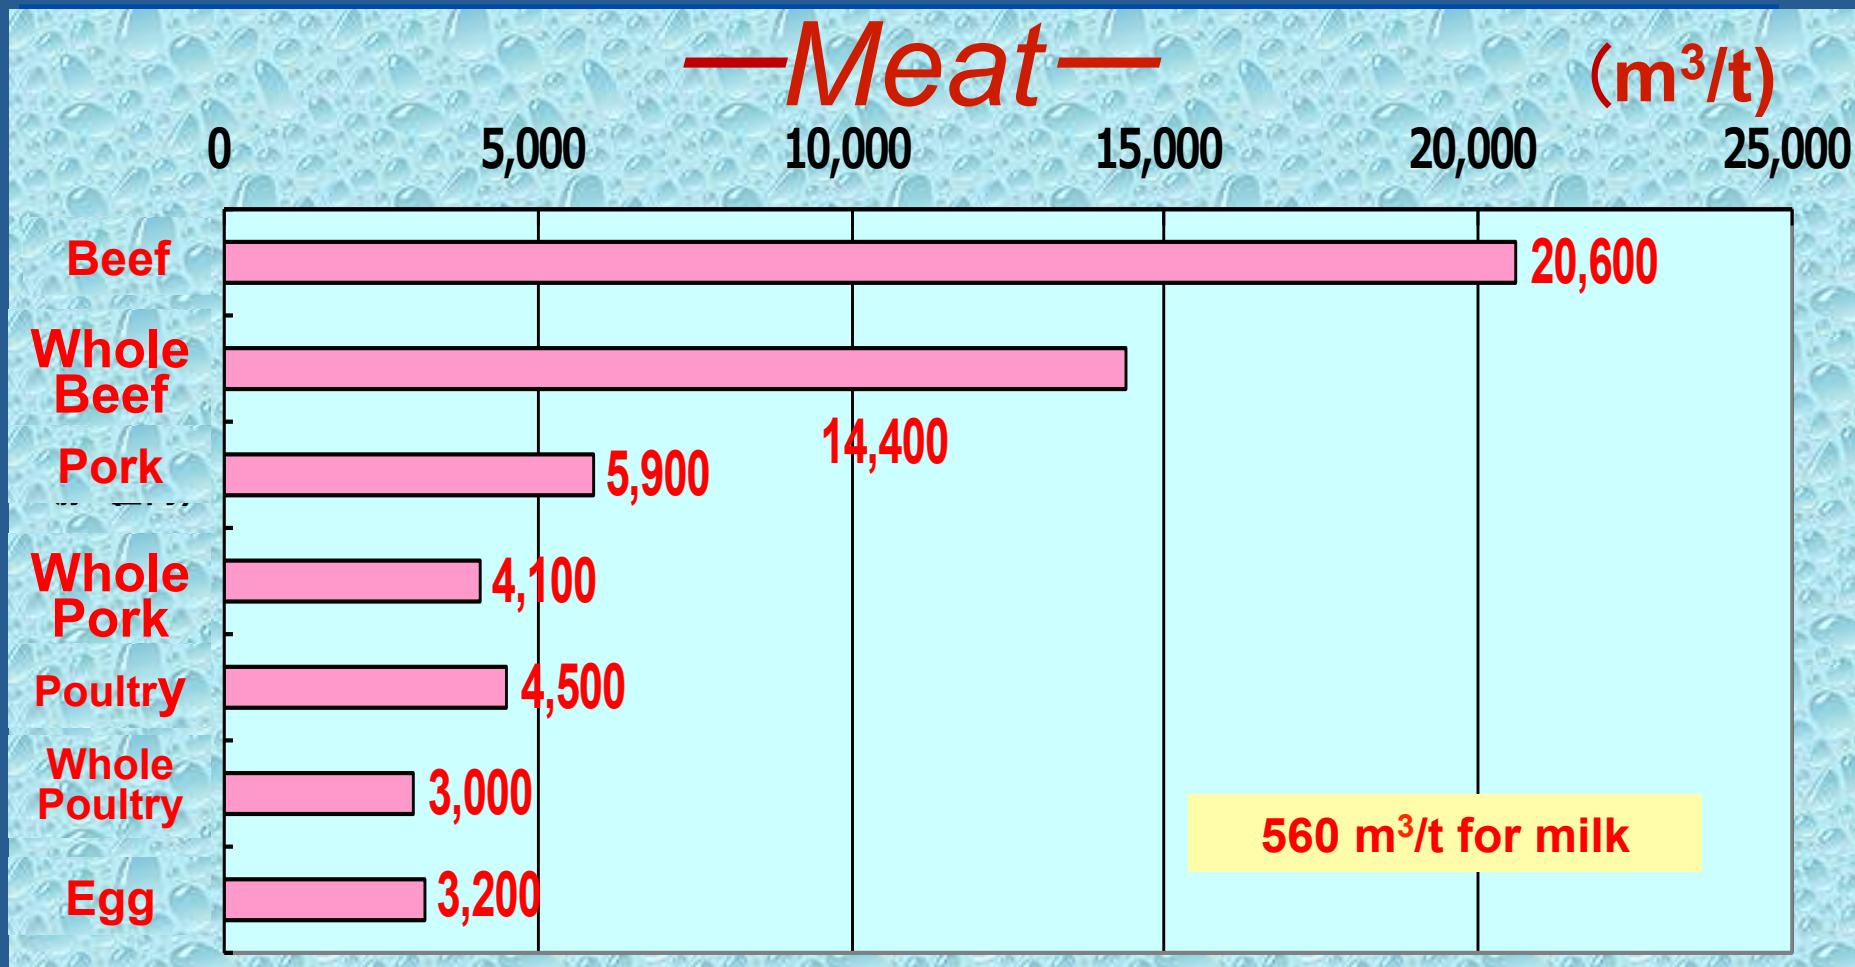 —Meat—
(m³/t)
0 5,000 10,000 15,000 20,000 25,000
Beef 20,600
Whole
Beef
14,400
Pork 5,900
Whole
Pork
4,100
Poultry 4,500
Whole
Poultry
3,000
560 m³/t for milk
Egg 3,200